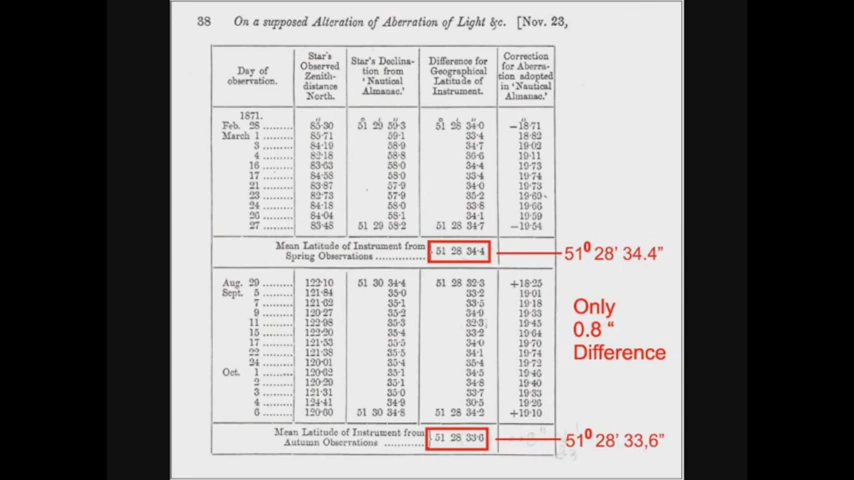 38 On a supposed Alteration of Aberration of Light &c. [Nov. 23,
Day of observation. Star's Observed Zenith-distance North. Star's Declination from 'Nautical Almanac.' Difference for Geographical Latitude of Instrument. Correction for Aberration adopted in 'Nautical Almanac.'
1871.
Feb. 28 ......... 85·30 51 29 59·3 51 28 34·0 −18·71
March 1 ......... 85·71 59·1 33·4 18·82
3 ......... 84·19 58·9 34·7 19·02
4 ......... 82·18 58·8 36·6 19·11
16 ......... 83·63 58·0 34·4 19·73
17 ......... 84·58 58·0 33·4 19·74
21 ......... 83·87 57·9 34·0 19·73
23 ......... 82·73 57·9 35·2 19·69
24 ......... 84·18 58·0 33·8 19·66
26 ......... 84·04 58·1 34·1 19·59
27 ......... 83·48 51 29 58·2 51 28 34·7 −19·54
Mean Latitude of Instrument from
Spring Observations .............. 51 28 34·4 51⁰ 28' 34.4"
Aug. 29 ......... 122·10 51 30 34·4 51 28 32·3 +18·25
Sept. 5 ......... 121·84 35·0 33·2 19·01
7 ......... 121·62 35·1 33·5 19·18
9 ......... 120·27 35·2 34·9 19·33
11 ......... 122·98 35·3 32·3 19·45
15 ......... 122·20 35·4 33·2 19·64
17 ......... 121·53 35·5 34·0 19·70
22 ......... 121·38 35·5 34·1 19·74
24 ......... 120·01 35·4 35·4 19·72
Oct. 1 ......... 120·62 35·1 34·5 19·46
2 ......... 120·29 35·1 34·8 19·40
3 ......... 121·31 35·0 33·7 19·33
4 ......... 124·41 34·9 30·5 19·26
6 ......... 120·60 51 30 34·8 51 28 34·2 +19·10
Only
0.8 "
Difference
Mean Latitude of Instrument from
Autumn Observations ........... 51 28 33·6 51⁰ 28' 33,6"